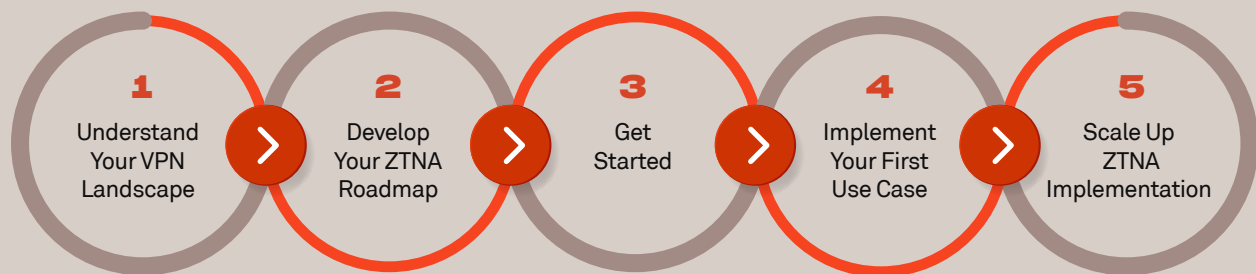 1
Understand
Your VPN
Landscape
2
Develop
Your ZTNA
Roadmap
3
Get
Started
4
Implement
Your First
Use Case
5
Scale Up
ZTNA
Implementation